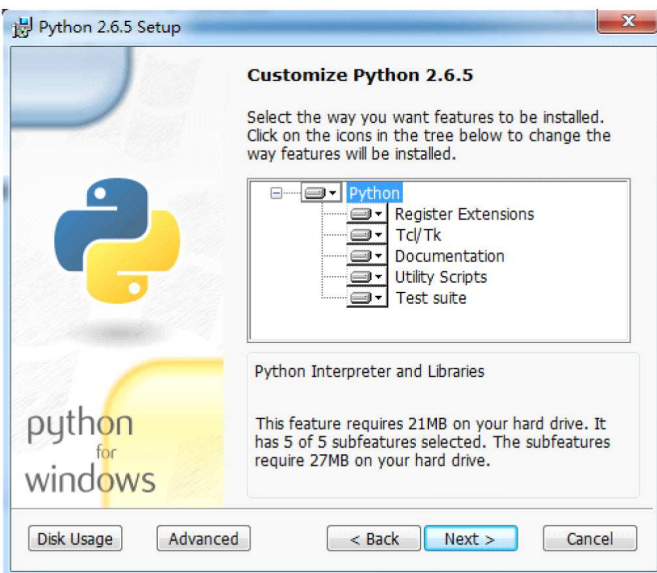 Python 2.6.5 Setup
Customize Python 2.6.5
Select the way you want features to be installed.
Click on the icons in the tree below to change the
way features will be installed.
Python
Register Extensions
Tcl/Tk
Documentation
Utility Scripts
Test suite
Python Interpreter and Libraries
This feature requires 21MB on your hard drive. It
has 5 of 5 subfeatures selected. The subfeatures
require 27MB on your hard drive.
python
for
windows
Disk Usage
Advanced
< Back
Next >
Cancel